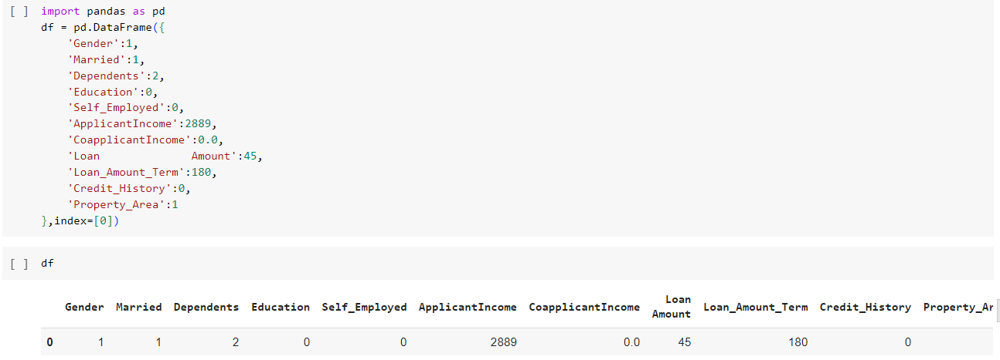 [ ] import pandas as pd
df = pd.DataFrame({
'Gender':1,
'Married':1,
'Dependents':2,
'Education':0,
'Self_Employed':0,
'ApplicantIncome':2889,
'CoapplicantIncome':0.0,
'Loan              Amount':45,
'Loan_Amount_Term':180,
'Credit_History':0,
'Property_Area':1
},index=[0])
[ ] df
Gender Married Dependents Education Self_Employed ApplicantIncome CoapplicantIncome Loan Amount Loan_Amount_Term Credit_History Property_Ar
0 1 1 2 0 0 2889 0.0 45 180 0